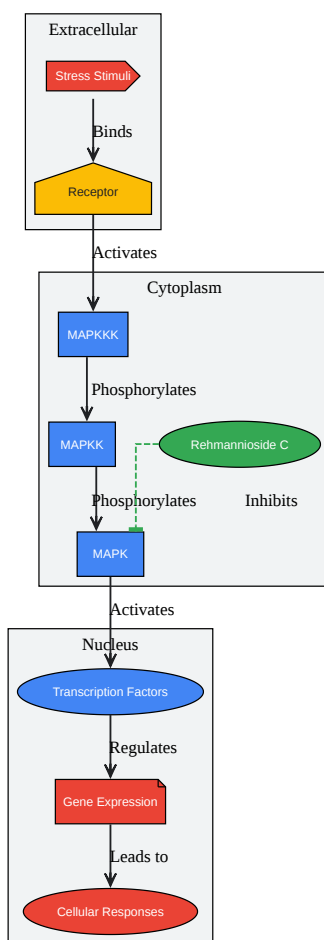 Extracellular
Stress Stimuli
Binds
Receptor
Activates
Cytoplasm
MAPKKK
Phosphorylates
MAPKK
Rehmannioside C
Phosphorylates
Inhibits
MAPK
Activates
Nucleus
Transcription Factors
Regulates
Gene Expression
Leads to
Cellular Responses